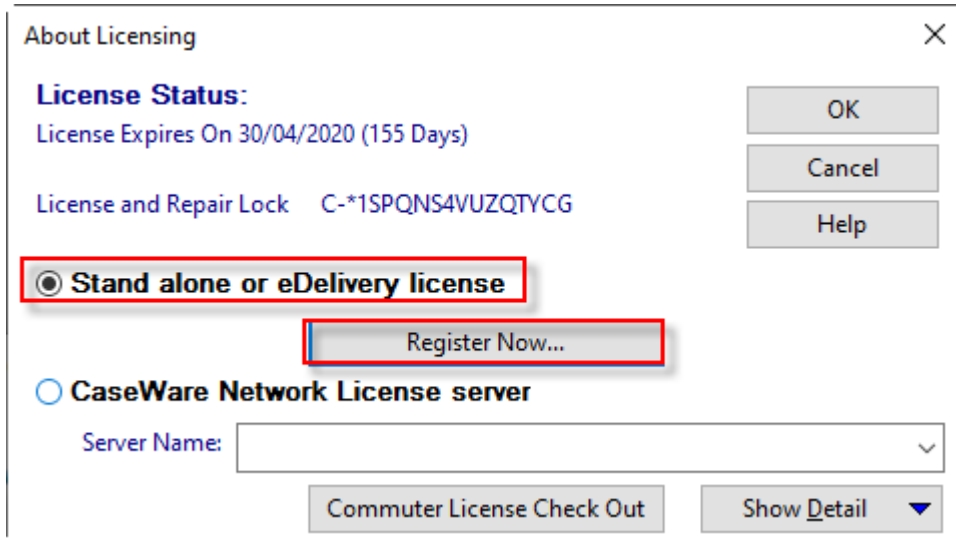 About Licensing
License Status:
OK
License Expires On 30/04/2020 (155 Days)
Cancel
License and Repair Lock C-*1SPQNS4VUZQTYCG
Help
Stand alone or eDelivery license
Register Now...
CaseWare Network License server
Server Name:
Commuter License Check Out Show Detail